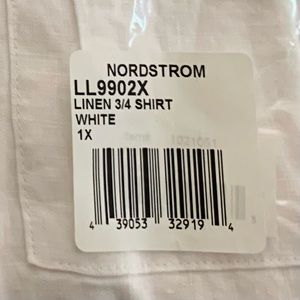 NORDSTROM
LL9902X
LINEN 3/4 SHIRT
WHITE
1X
4 39053 32919 4